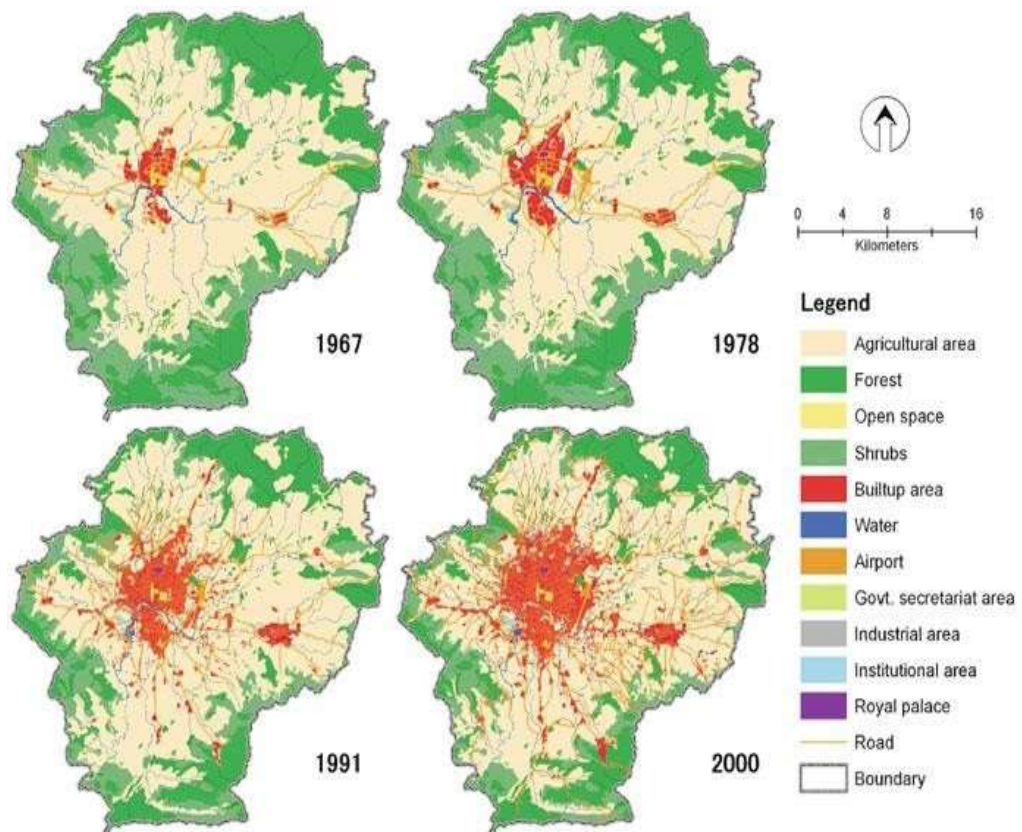 1967
1978
0 4 8 16
Kilometers
Legend
Agricultural area
Forest
Open space
Shrubs
Builtup area
Water
Airport
Govt. secretariat area
Industrial area
Institutional area
Royal palace
Road
Boundary
1991
2000